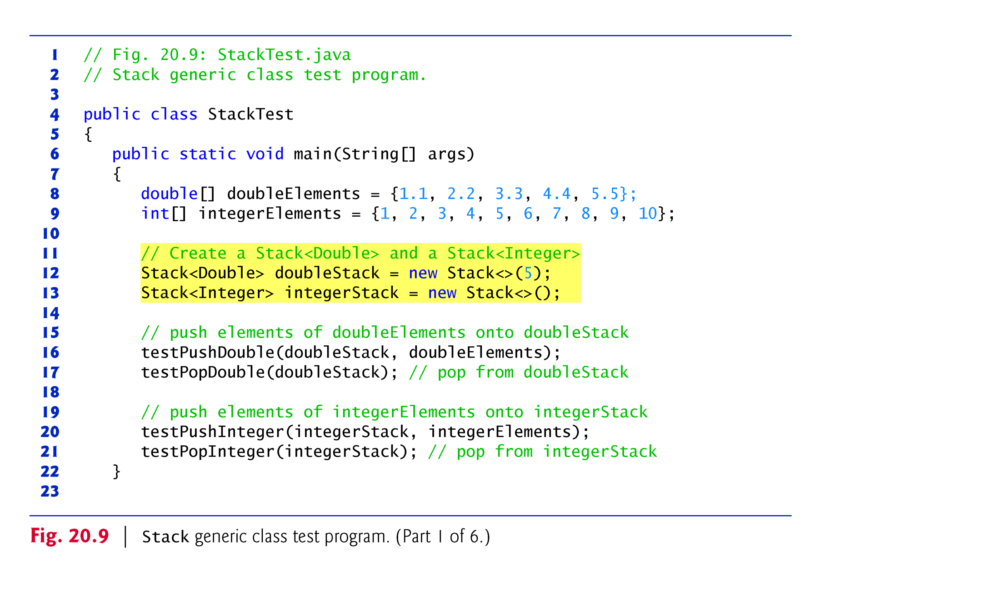 1 // Fig. 20.9: StackTest.java
2 // Stack generic class test program.
3
4 public class StackTest
5 {
6    public static void main(String[] args)
7    {
8       double[] doubleElements = {1.1, 2.2, 3.3, 4.4, 5.5};
9       int[] integerElements = {1, 2, 3, 4, 5, 6, 7, 8, 9, 10};
10
11       // Create a Stack<Double> and a Stack<Integer>
12       Stack<Double> doubleStack = new Stack<>(5);
13       Stack<Integer> integerStack = new Stack<>();
14
15       // push elements of doubleElements onto doubleStack
16       testPushDouble(doubleStack, doubleElements);
17       testPopDouble(doubleStack); // pop from doubleStack
18
19       // push elements of integerElements onto integerStack
20       testPushInteger(integerStack, integerElements);
21       testPopInteger(integerStack); // pop from integerStack
22    }
23
Fig. 20.9 | Stack generic class test program. (Part 1 of 6.)